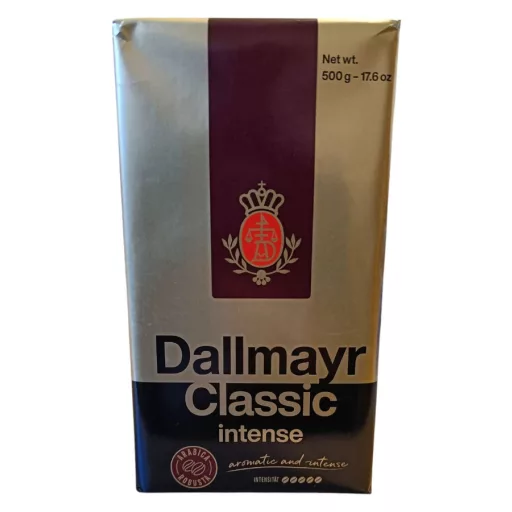 Net wt.
500 g – 17.6 oz
Dallmayr
Classic
intense
ARABICA
ROBUSTA
aromatic and intense
INTENSITÄT